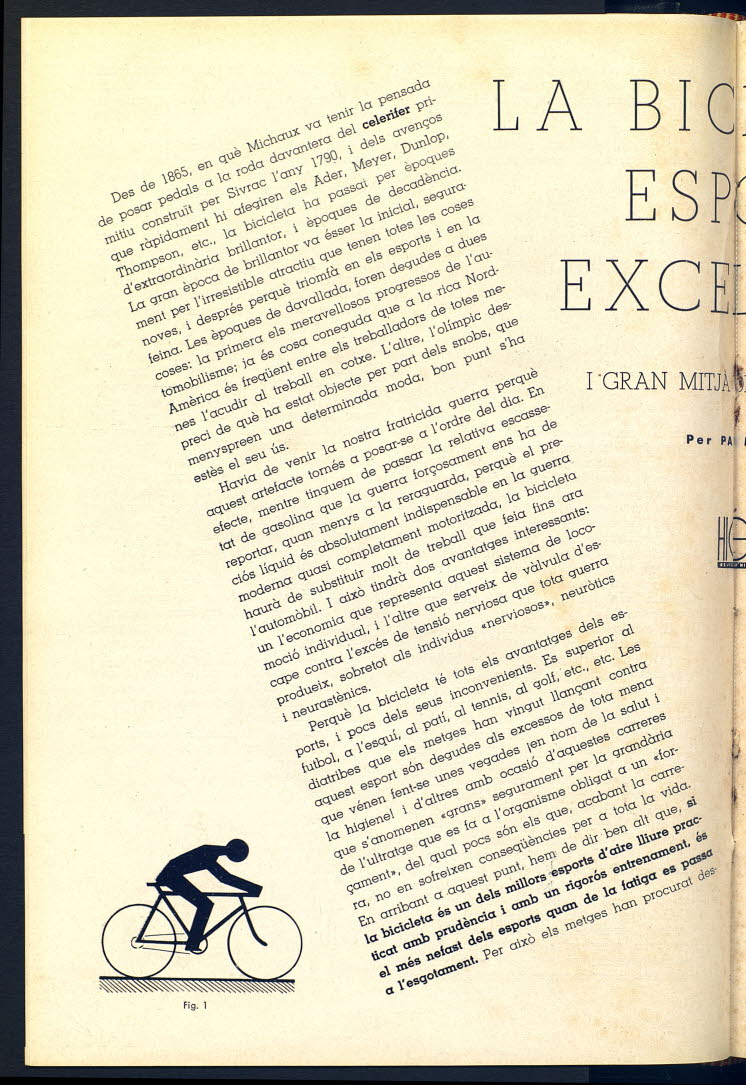 LA BIC
ESPO
EXCEL
I GRAN MITJÀ
Per PA
HIG
Des de 1865, en què Michaux va tenir la pensada
de posar pedals a la roda davantera del celerifer pri-
mitiu construït per Sivrac l'any 1790, i dels avenços
que ràpidament hi afegiren els Ader, Meyer, Dunlop,
Thompson, etc., la bicicleta ha passat per èpoques
d'extraordinària brillantor, i èpoques de decadència.
La gran època de brillantor va ésser la inicial, segura-
ment per l'irresistible atractiu que tenen totes les coses
noves, i després perquè triomfà en els esports i en la
feina. Les èpoques de davallada, foren degudes a dues
coses: la primera els meravellosos progressos de l'au-
tomobilisme; ja és cosa coneguda que a la rica Nord-
Amèrica és freqüent entre els treballadors de totes me-
nes l'acudir al treball en cotxe. L'altre, l'olímpic des-
preci de què ha estat objecte per part dels snobs, que
menyspreen una determinada moda, bon punt s'ha
estès el seu ús.
Havia de venir la nostra fratricida guerra perquè
aquest artefacte tornés a posar-se a l'ordre del dia. En
efecte, mentre tinguem de passar la relativa escasse-
tat de gasolina que la guerra forçosament ens ha de
reportar, quan menys a la reraguarda, perquè el pre-
ciós líquid és absolutament indispensable en la guerra
moderna quasi completament motoritzada, la bicicleta
haurà de substituir molt de treball que feia fins ara
l'automòbil. I això tindrà dos avantatges interessants:
un l'economia que representa aquest sistema de loco-
moció individual, i l'altre que serveix de vàlvula d'es-
cape contra l'excés de tensió nerviosa que tota guerra
produeix, sobretot als individus «nerviosos», neuròtics
i neurastènics.
Perquè la bicicleta té tots els avantatges dels es-
ports, i pocs dels seus inconvenients. Es superior al
futbol, a l'esquí, al patí, al tennis, al golf, etc., etc. Les
diatribes que els metges han vingut llançant contra
aquest esport són degudes als excessos de tota mena
que vénen fent-se unes vegades ¡en nom de la salut i
la higiene! i d'altres amb ocasió d'aquestes carreres
que s'anomenen «grans» segurament per la grandària
de l'ultratge que es fa a l'organisme obligat a un «for-
çament», del qual pocs són els que, acabant la carre-
ra, no en sofreixen conseqüències per a tota la vida.
En arribant a aquest punt, hem de dir ben alt que, si
la bicicleta és un dels millors esports d'aire lliure prac-
ticat amb prudència i amb un rigorós entrenament, és
el més nefast dels esports quan de la fatiga es passa
a l'esgotament. Per això els metges han procurat des-
Fig. 1